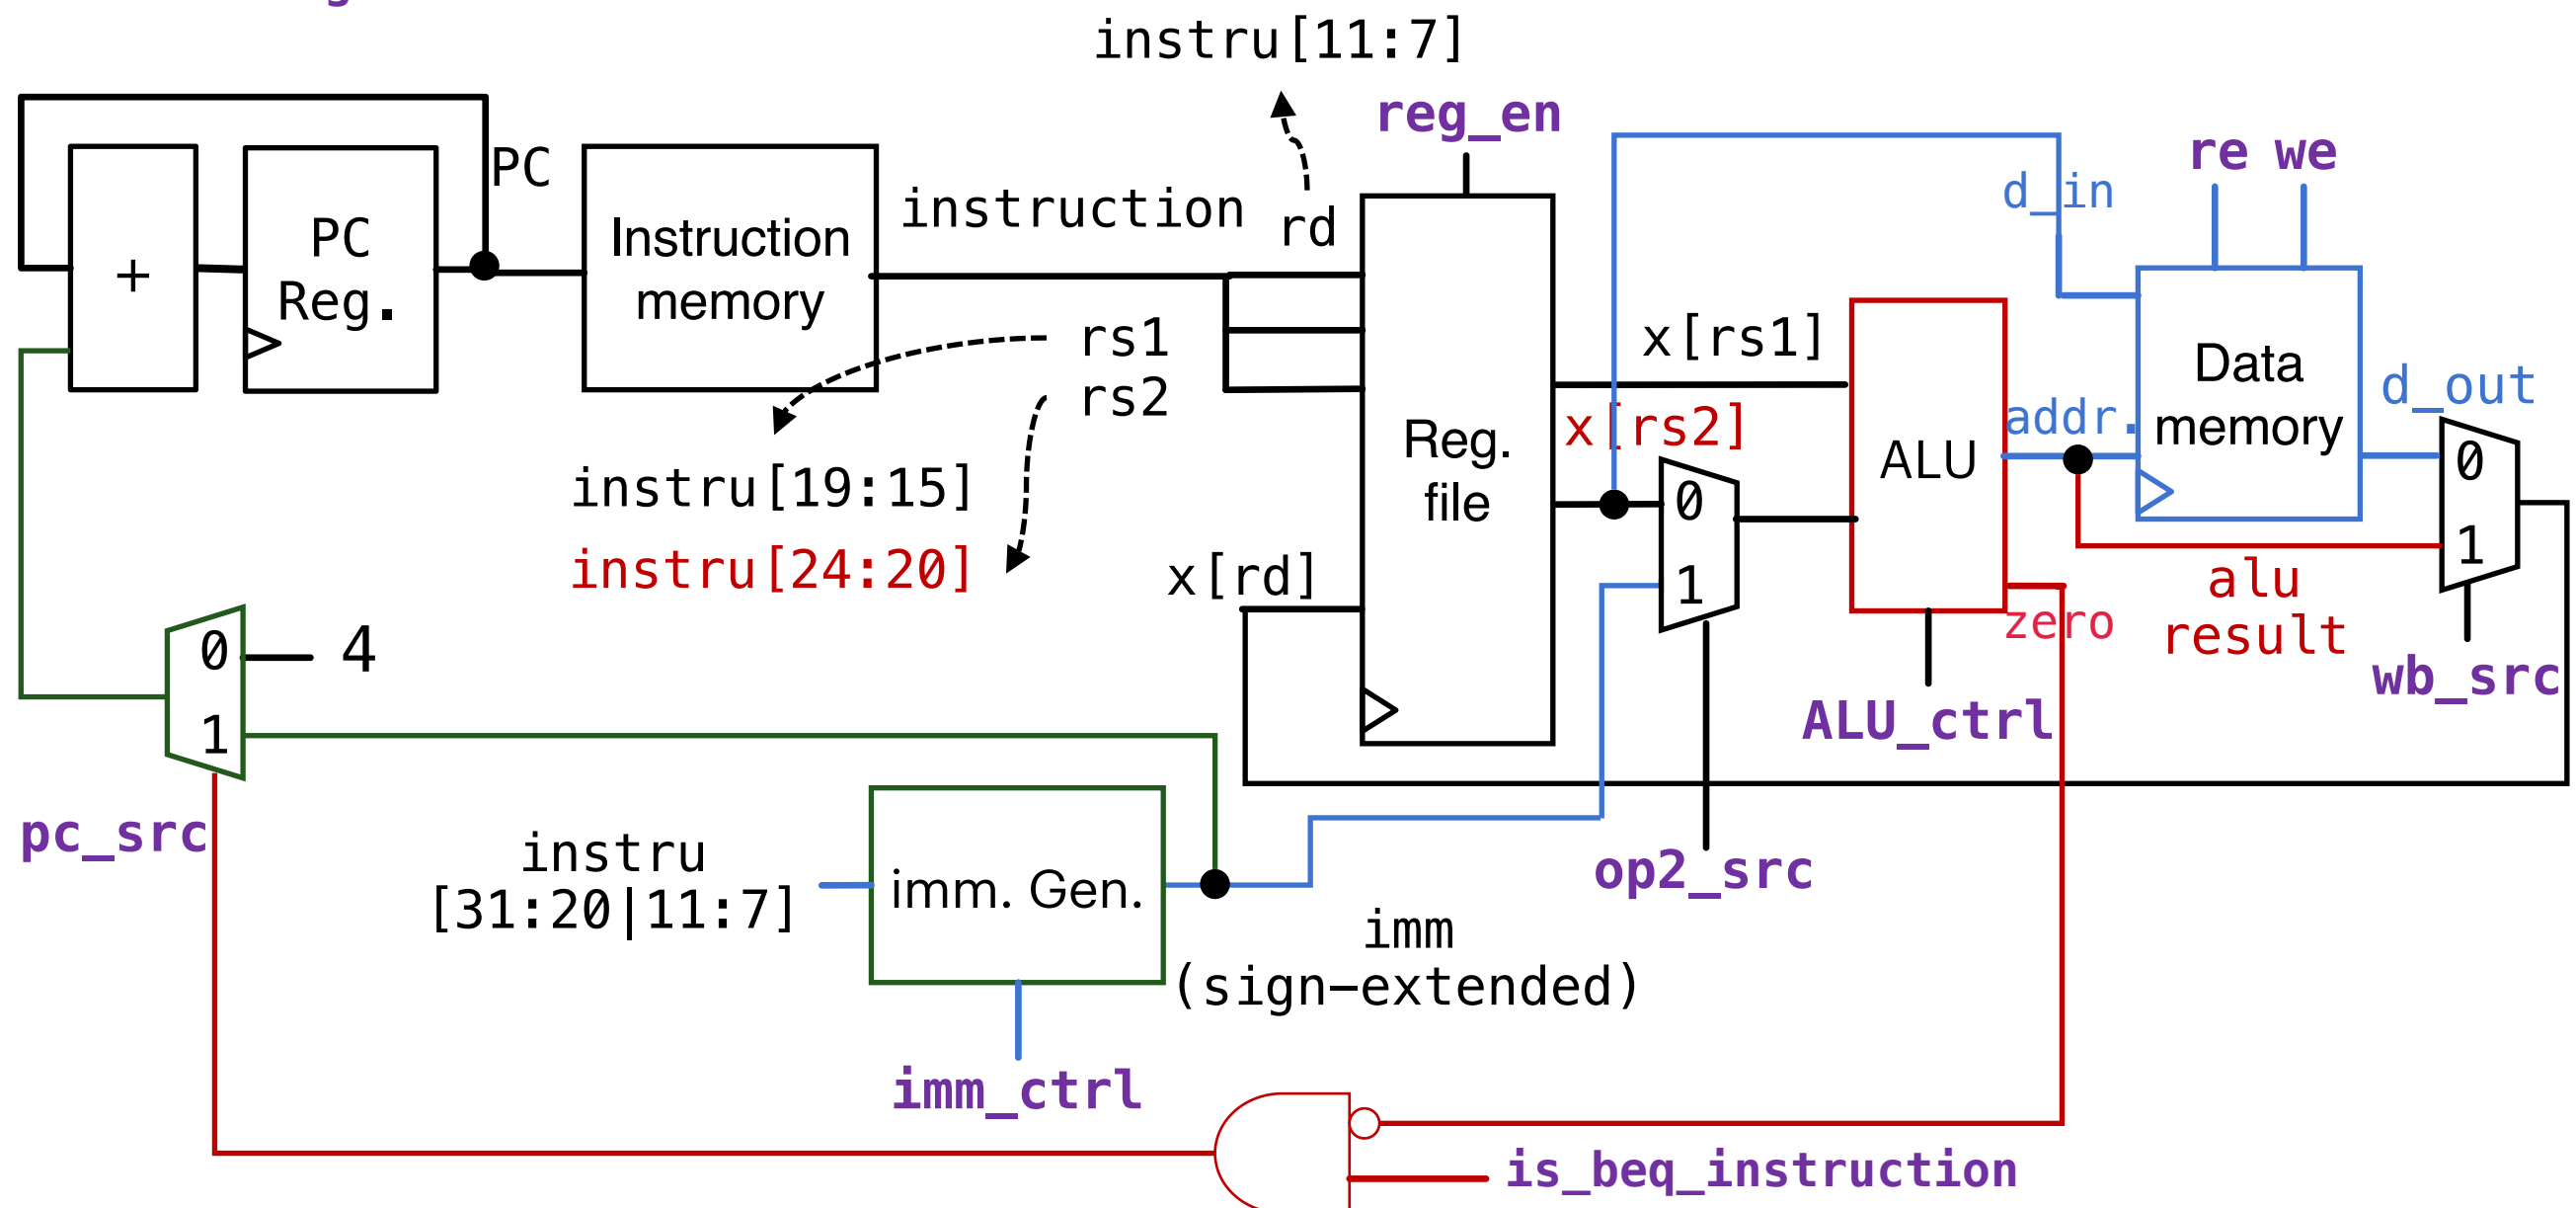 instru[11:7]
reg_en
PC
re we
d_in
+
PC
Reg.
Instruction
memory
instruction
rd
rs1
rs2
instru[19:15]
instru[24:20]
x[rd]
Reg.
file
x[rs1]
x[rs2]
0
1
ALU
addr.
Data
memory
d_out
0
1
zero
alu
result
wb_src
ALU_ctrl
0
4
1
pc_src
instru
[31:20|11:7]
imm. Gen.
op2_src
imm
(sign-extended)
imm_ctrl
is_beq_instruction